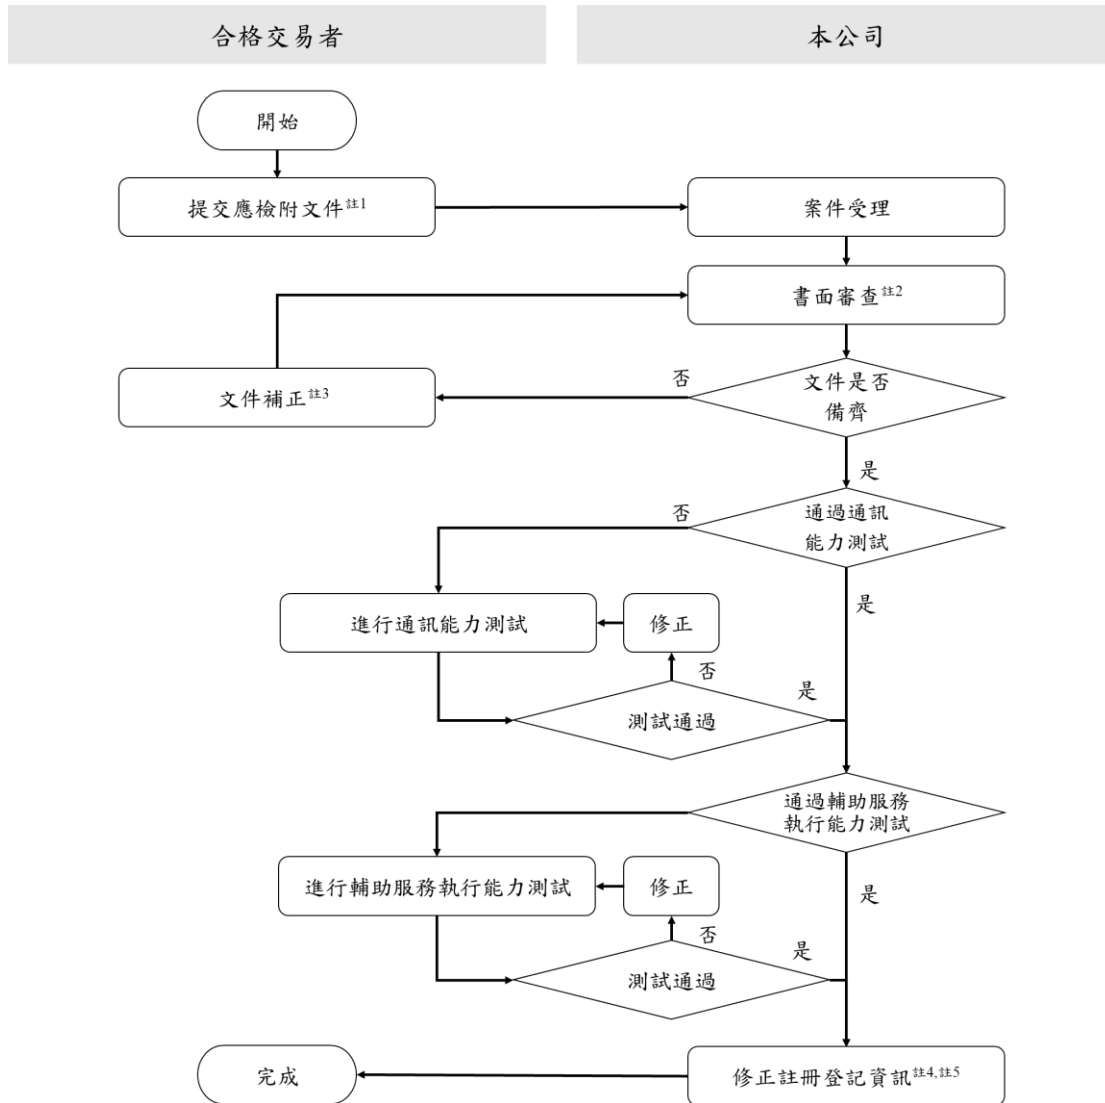 合格交易者
本公司
開始
提交應檢附文件註1
案件受理
書面審查註2
文件補正註3
否
文件是否
備齊
是
否
通過通訊
能力測試
是
進行通訊能力測試
修正
否
是
測試通過
通過輔助服務
執行能力測試
進行輔助服務執行能力測試
修正
是
否
是
測試通過
完成
修正註冊登記資訊註4,註5